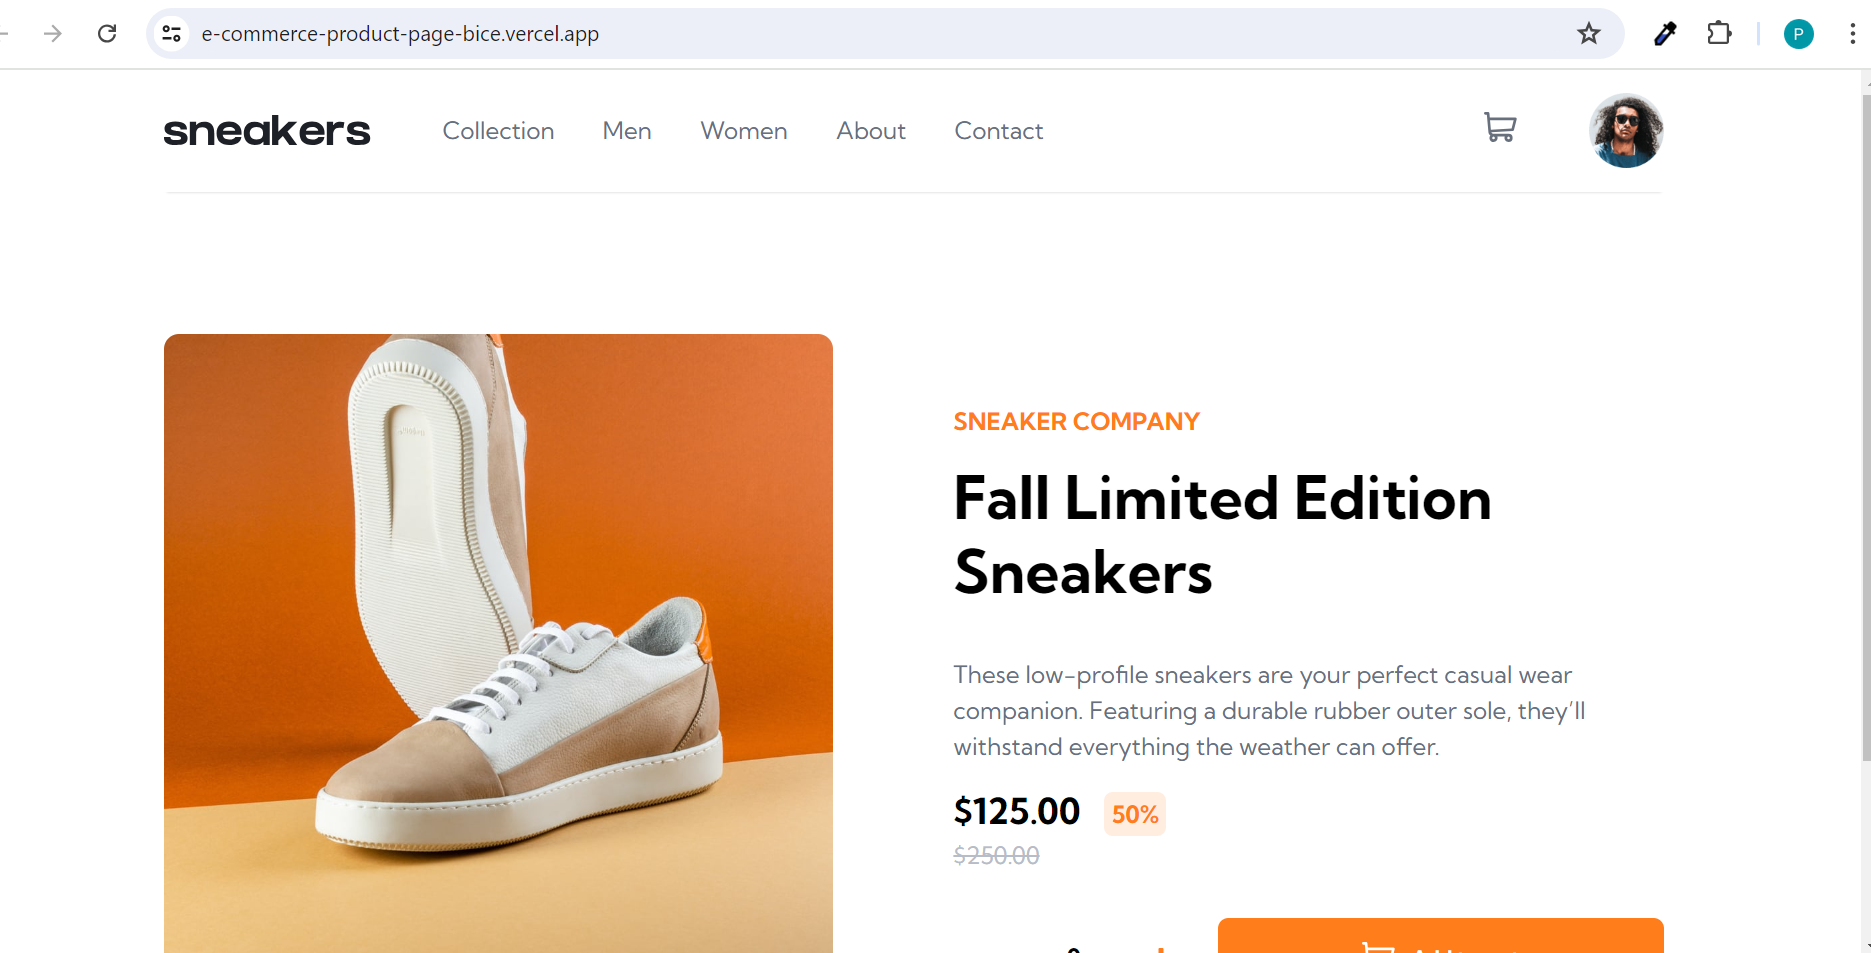 e-commerce-product-page-bice.vercel.app
P
sneakers
Collection
Men
Women
About
Contact
SNEAKER COMPANY
Fall Limited Edition
Sneakers
These low-profile sneakers are your perfect casual wear
companion. Featuring a durable rubber outer sole, they’ll
withstand everything the weather can offer.
$125.00
50%
$250.00